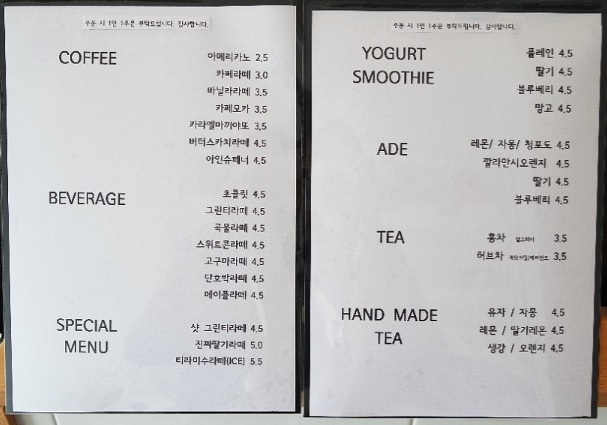 주문 시 1인 1주문 부탁드립니다. 감사합니다.
COFFEE
아메리카노 2.5
카페라떼 3.0
바닐라라떼 3.5
카페모카 3.5
카라멜마끼야또 3.5
버터스카치라떼 4.5
아인슈페너 4.5
BEVERAGE
초콜릿 4.5
그린티라떼 4.5
곡물라떼 4.5
스위트콘라떼 4.5
고구마라떼 4.5
단호박라떼 4.5
메이플라떼 4.5
SPECIAL
MENU
샷 그린티라떼 4.5
진짜딸기라떼 5.0
티라미수라떼(ICE) 5.5
주문 시 1인 1주문 부탁드립니다. 감사합니다.
YOGURT
SMOOTHIE
플레인 4.5
딸기 4.5
블루베리 4.5
망고 4.5
ADE
레몬/ 자몽/ 청포도 4.5
깔라만시오렌지 4.5
딸기 4.5
블루베리 4.5
TEA
홍차 얼그레이 3.5
허브차 3.5
HAND MADE
TEA
유자 / 자몽 4.5
레몬 / 딸기레몬 4.5
생강 / 오렌지 4.5